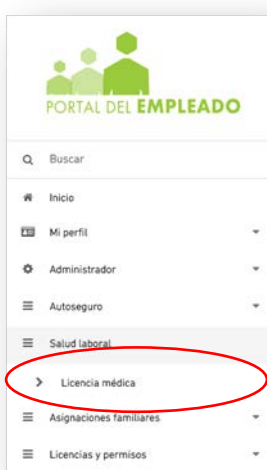 PORTAL DEL EMPLEADO
Buscar
Inicio
Mi perfil
Administrador
Autoseguro
Salud laboral
Licencia médica
Asignaciones familiares
Licencias y permisos